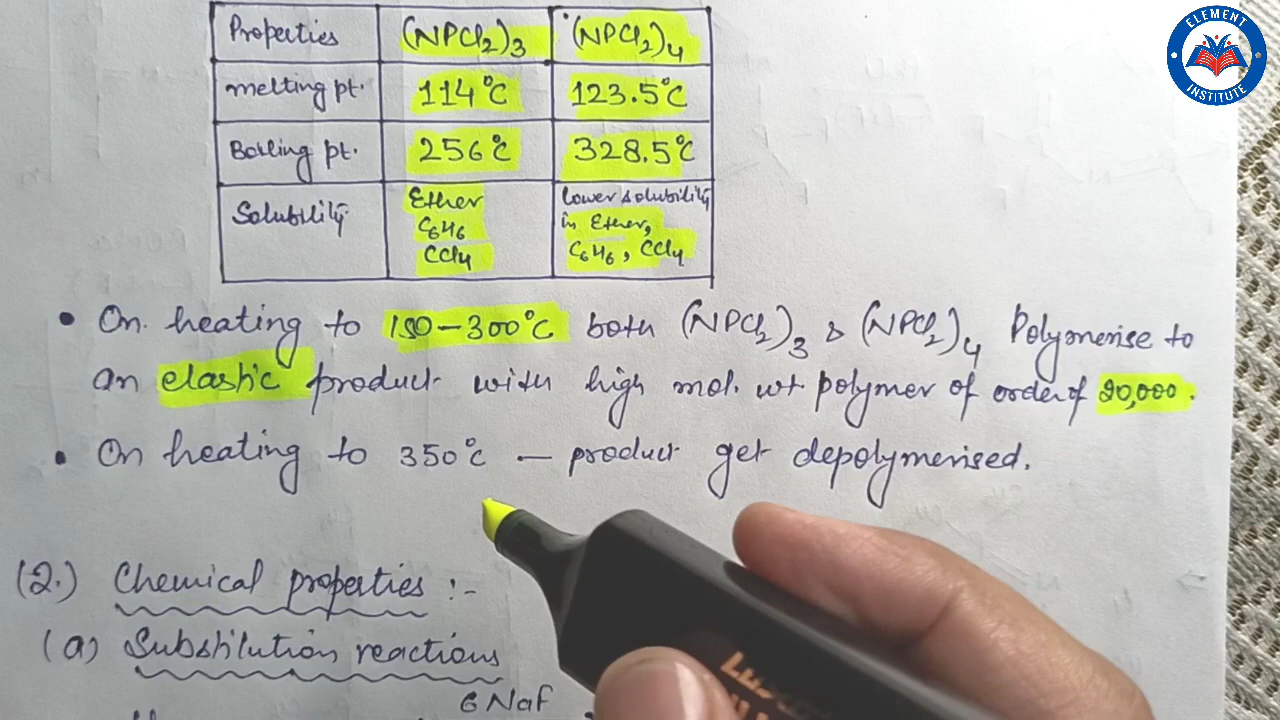 ELEMENT
INSTITUTE
Properties (NPCl₂)₃ (NPCl₂)₄
melting pt. 114°C 123.5°C
Boiling pt. 256°C 328.5°C
Solubility Ether C₆H₆ CCl₄ lower solubility in Ether, C₆H₆, CCl₄
• On heating to 150-300°C both (NPCl₂)₃ & (NPCl₂)₄ Polymerise to
an elastic product with high mol. wt polymer of order of 20,000.
• On heating to 350°C — product get depolymerised.
(2.) Chemical properties :-
(a) Substitution reactions
6 NaF